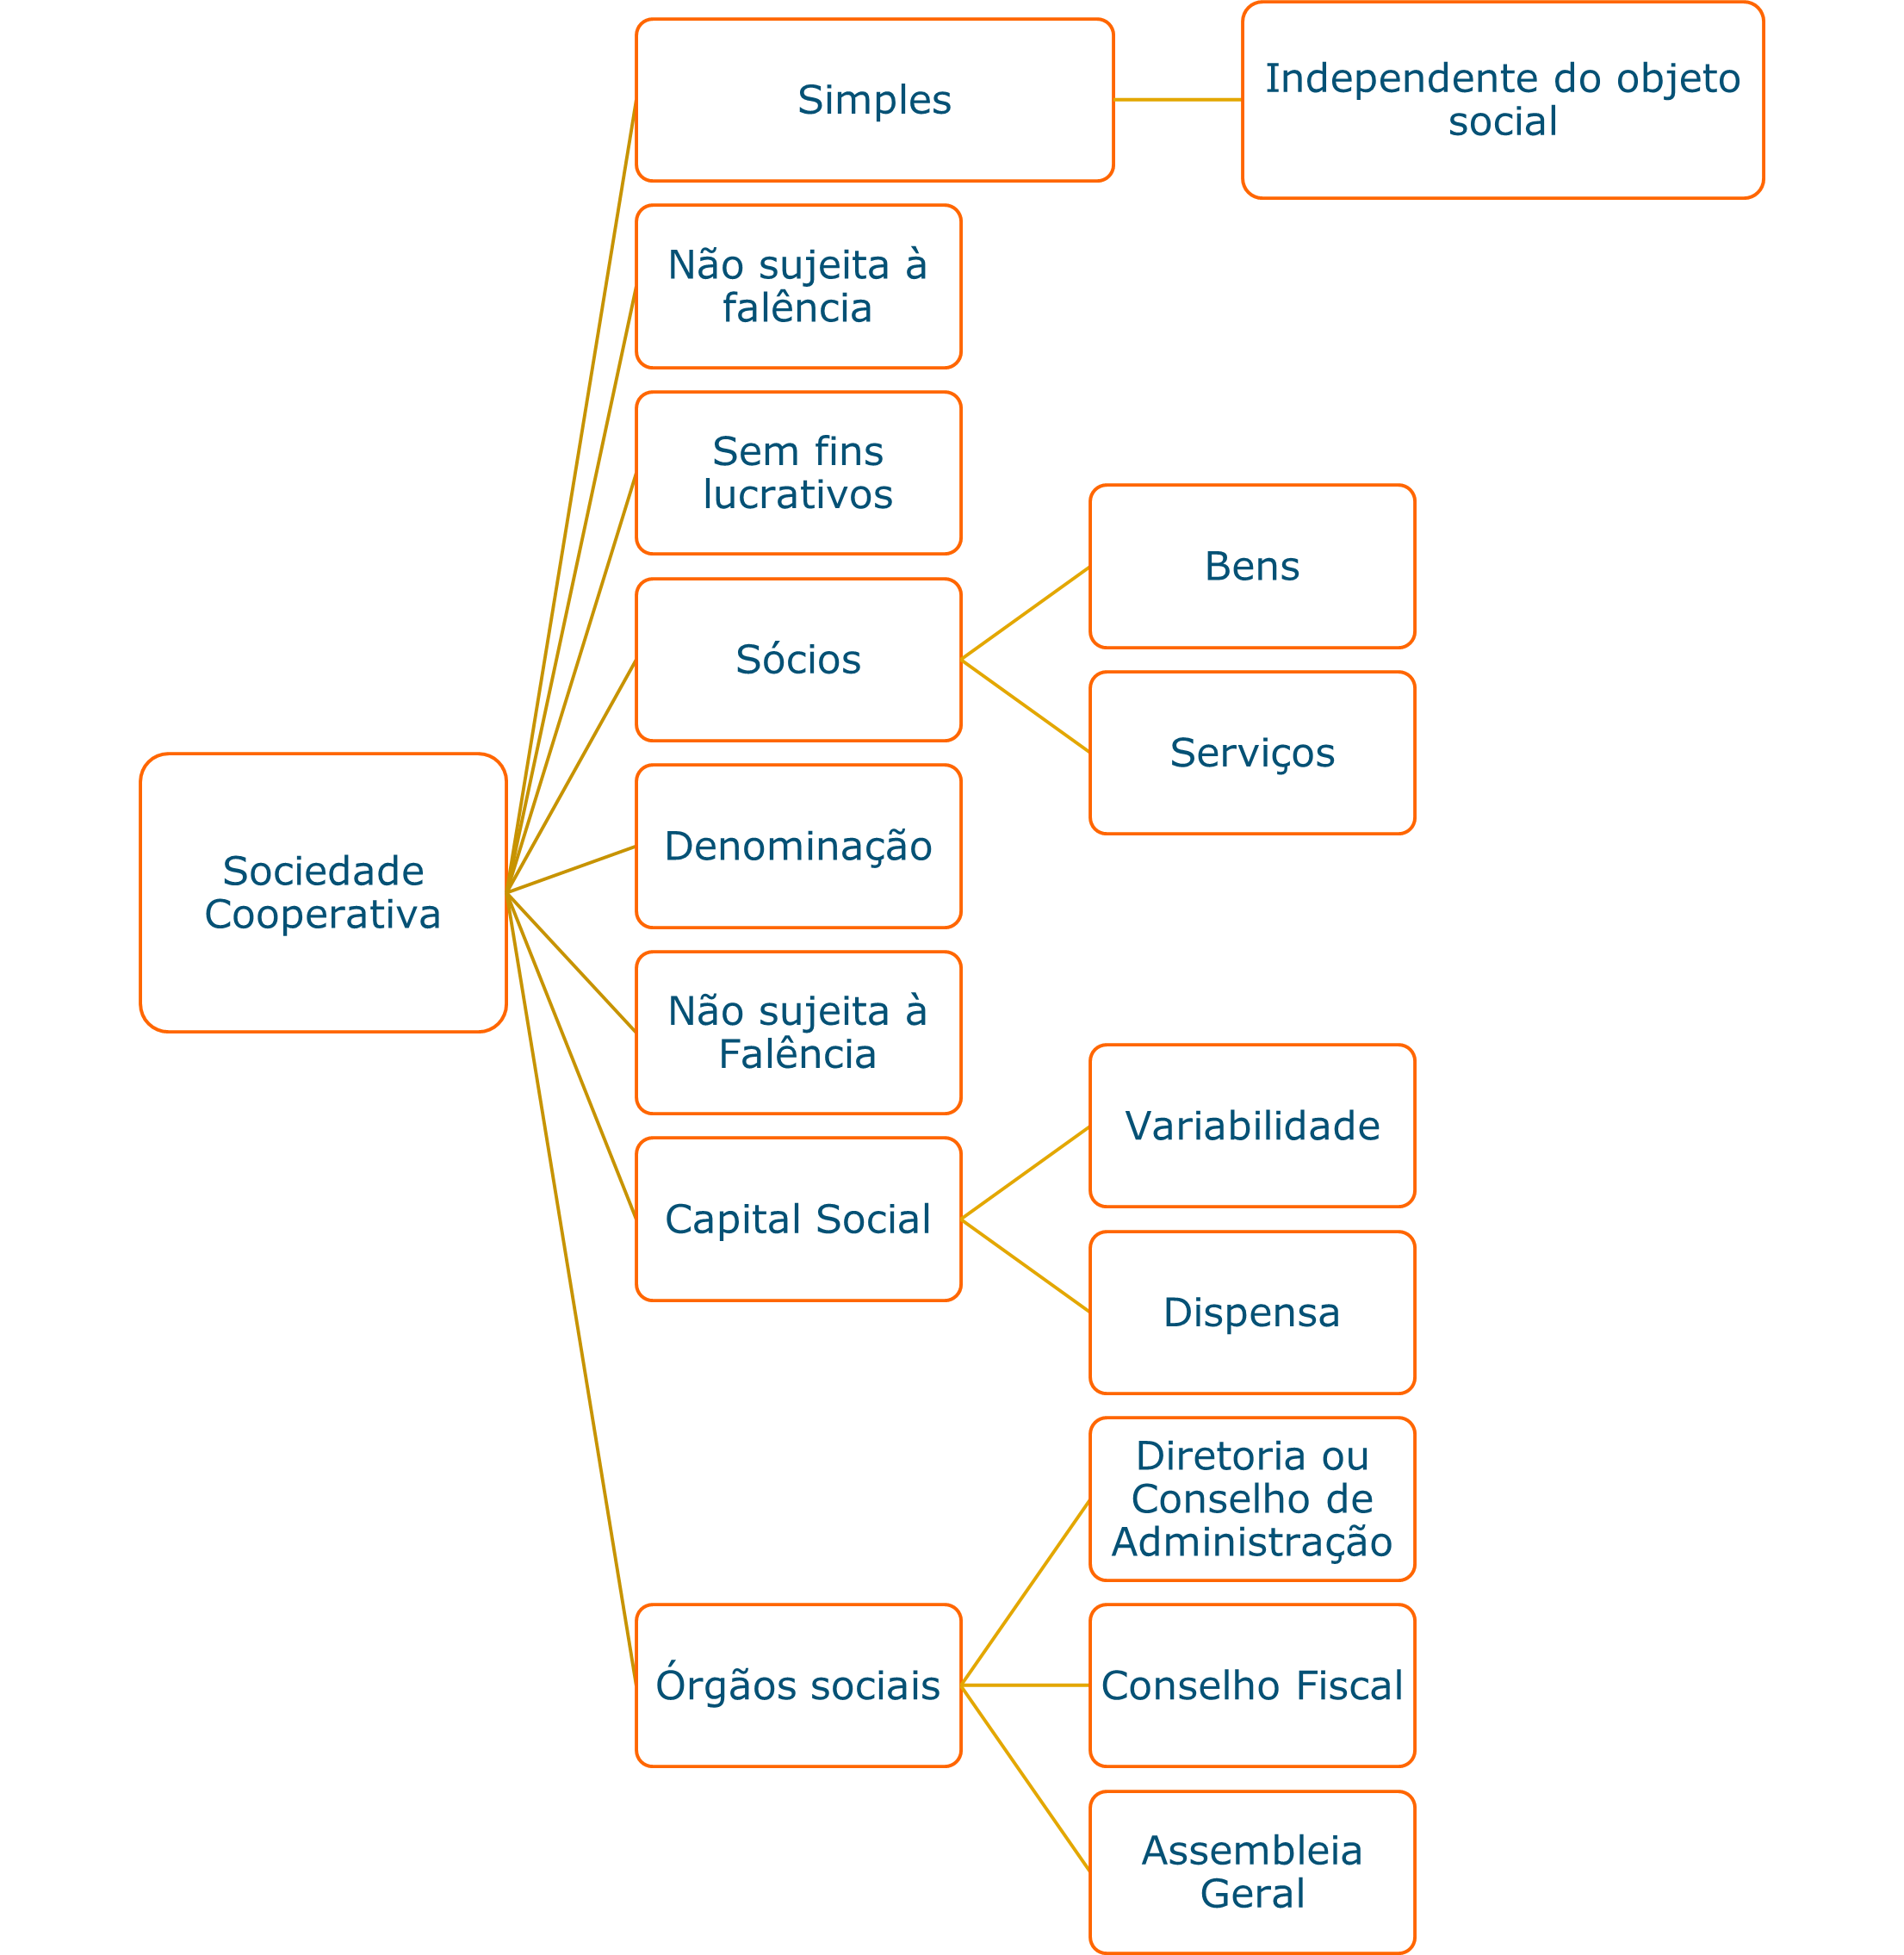 Simples
Independente do objeto
social
Não sujeita à
falência
Sem fins
lucrativos
Sócios
Bens
Serviços
Sociedade
Cooperativa
Denominação
Não sujeita à
Falência
Capital Social
Variabilidade
Dispensa
Órgãos sociais
Diretoria ou
Conselho de
Administração
Conselho Fiscal
Assembleia
Geral